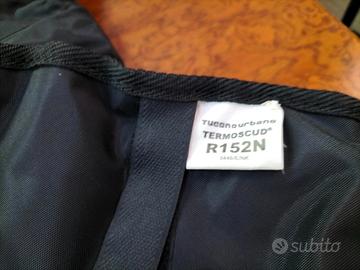 Tucanourbano
TERMOSCUD®
R152N
subito